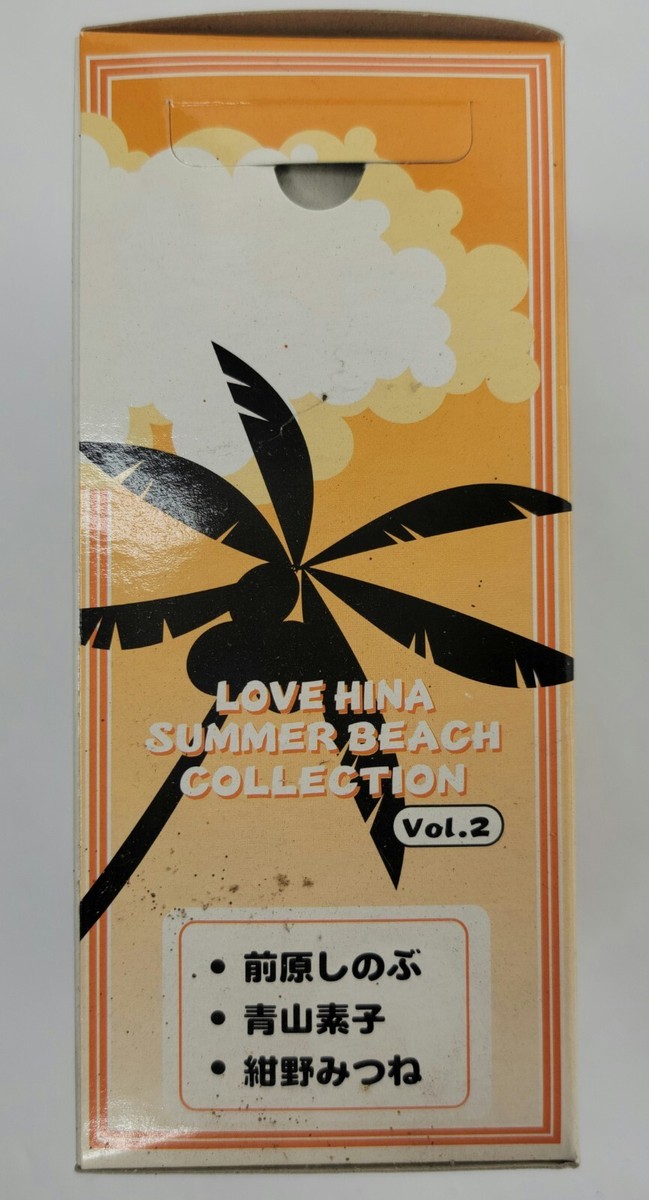 LOVE HINA
SUMMER BEACH
COLLECTION
Vol.2
• 前原しのぶ
• 青山素子
• 紺野みつね